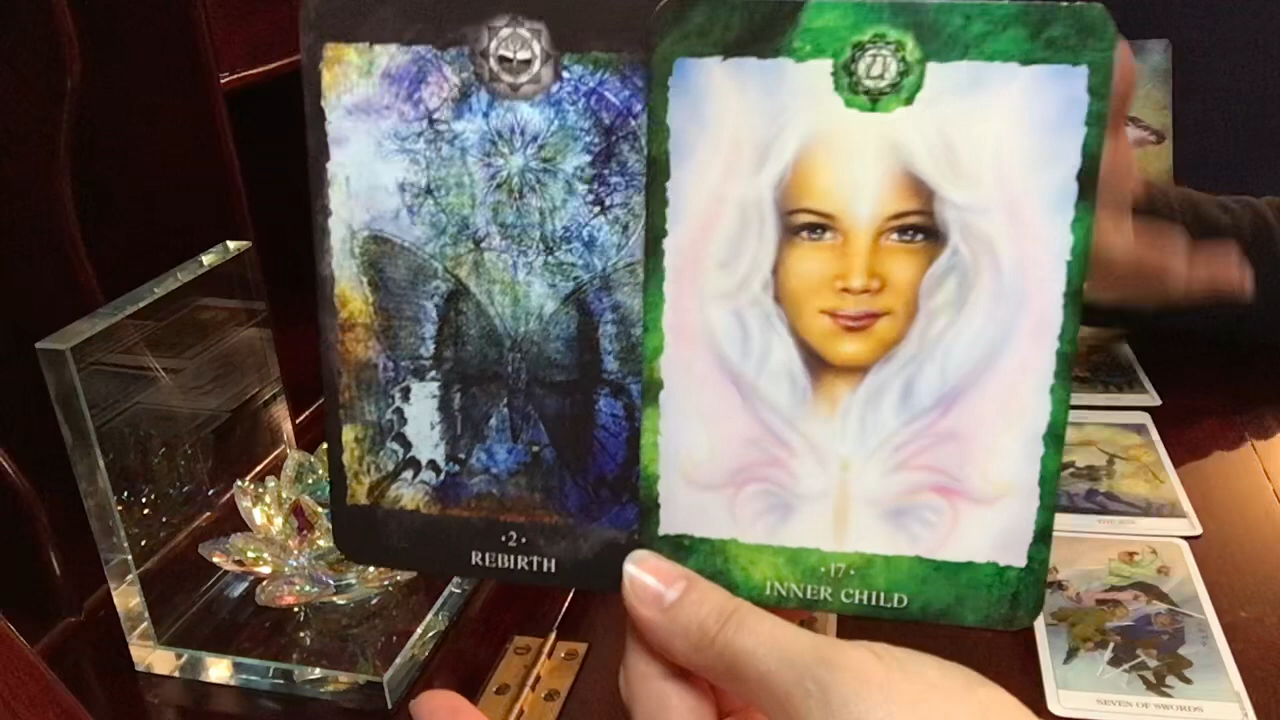 ·2·
REBIRTH
·17·
INNER CHILD
SEVEN OF SWORDS